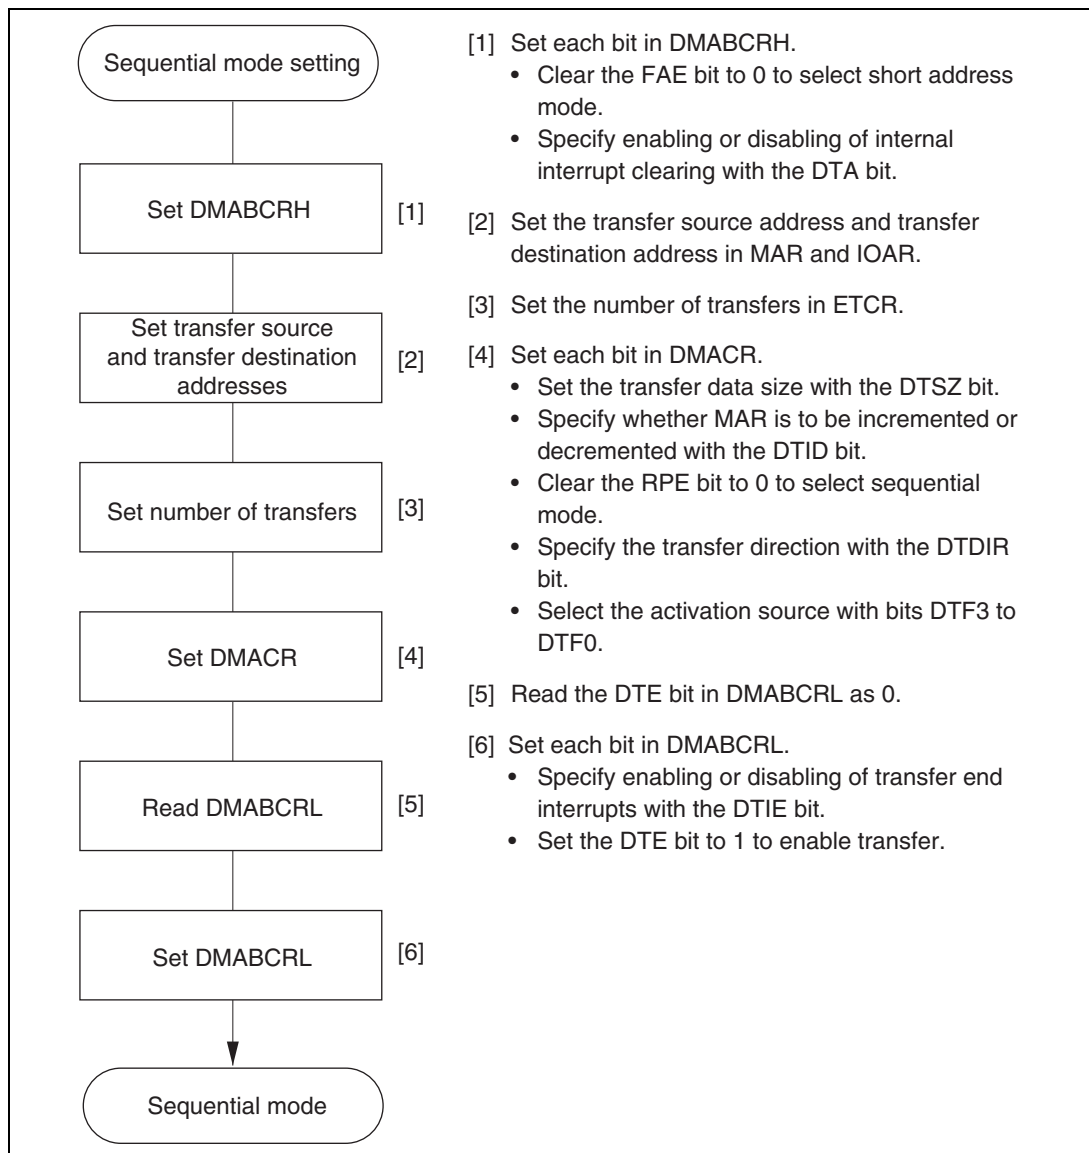 Sequential mode setting
Set DMABCRH
[1]
Set transfer source
and transfer destination
addresses
[2]
Set number of transfers
[3]
Set DMACR
[4]
Read DMABCRL
[5]
Set DMABCRL
[6]
Sequential mode
[1] Set each bit in DMABCRH.
• Clear the FAE bit to 0 to select short address
mode.
• Specify enabling or disabling of internal
interrupt clearing with the DTA bit.
[2] Set the transfer source address and transfer
destination address in MAR and IOAR.
[3] Set the number of transfers in ETCR.
[4] Set each bit in DMACR.
• Set the transfer data size with the DTSZ bit.
• Specify whether MAR is to be incremented or
decremented with the DTID bit.
• Clear the RPE bit to 0 to select sequential
mode.
• Specify the transfer direction with the DTDIR
bit.
• Select the activation source with bits DTF3 to
DTF0.
[5] Read the DTE bit in DMABCRL as 0.
[6] Set each bit in DMABCRL.
• Specify enabling or disabling of transfer end
interrupts with the DTIE bit.
• Set the DTE bit to 1 to enable transfer.